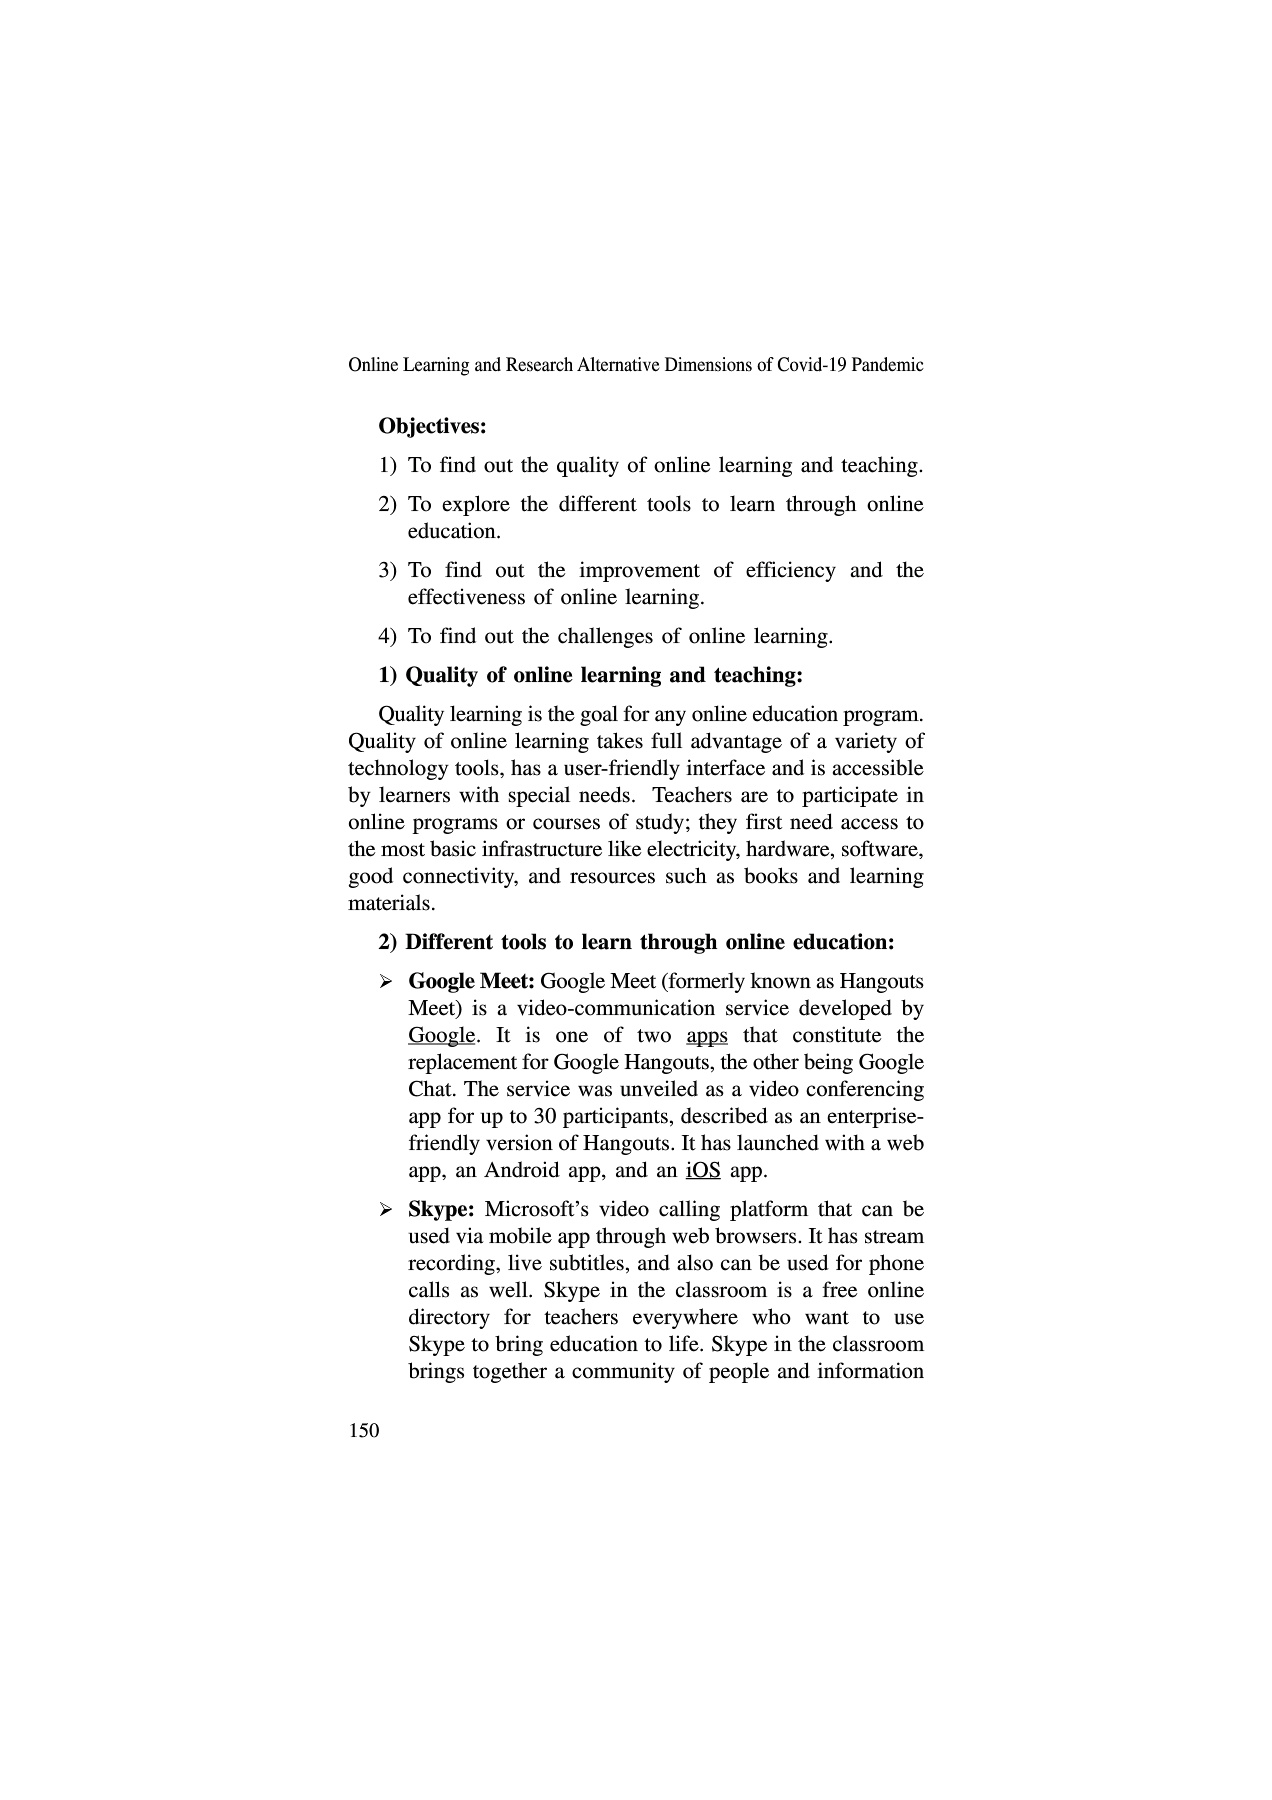 Online Learning and Research Alternative Dimensions of Covid-19 Pandemic
Objectives:
1) To find out the quality of online learning and teaching.
2) To explore the different tools to learn through online
education.
3) To find out the improvement of efficiency and the
effectiveness of online learning.
4) To find out the challenges of online learning.
1) Quality of online learning and teaching:
Quality learning is the goal for any online education program.
Quality of online learning takes full advantage of a variety of
technology tools, has a user-friendly interface and is accessible
by learners with special needs.  Teachers are to participate in
online programs or courses of study; they first need access to
the most basic infrastructure like electricity, hardware, software,
good connectivity, and resources such as books and learning
materials.
2) Different tools to learn through online education:
➢ Google Meet: Google Meet (formerly known as Hangouts
Meet) is a video-communication service developed by
Google. It is one of two apps that constitute the
replacement for Google Hangouts, the other being Google
Chat. The service was unveiled as a video conferencing
app for up to 30 participants, described as an enterprise-
friendly version of Hangouts. It has launched with a web
app, an Android app, and an iOS app.
➢ Skype: Microsoft’s video calling platform that can be
used via mobile app through web browsers. It has stream
recording, live subtitles, and also can be used for phone
calls as well. Skype in the classroom is a free online
directory for teachers everywhere who want to use
Skype to bring education to life. Skype in the classroom
brings together a community of people and information
150